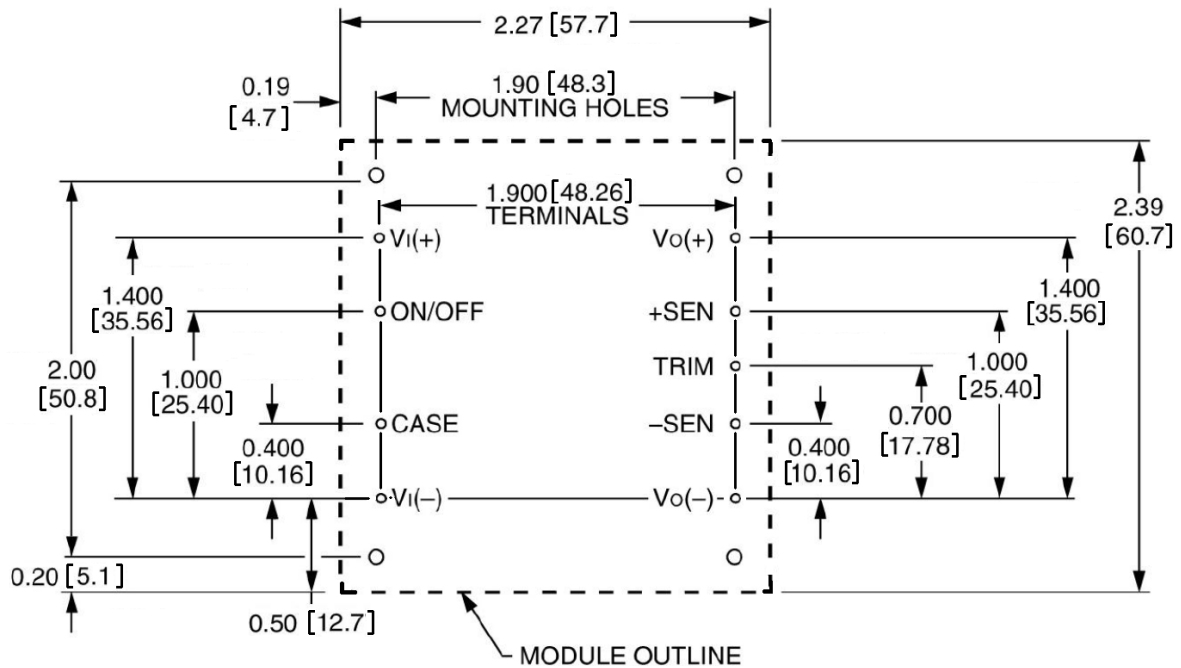 2.27 [57.7]
0.19
[4.7]
1.90 [48.3]
MOUNTING HOLES
1.900 [48.26]
TERMINALS
2.39
[60.7]
VI(+)
VO(+)
1.400
[35.56]
1.400
[35.56]
ON/OFF
+SEN
2.00
[50.8]
1.000
[25.40]
TRIM
1.000
[25.40]
CASE
–SEN
0.700
[17.78]
0.400
[10.16]
0.400
[10.16]
VI(–)
VO(–)
0.20 [5.1]
0.50 [12.7]
MODULE OUTLINE